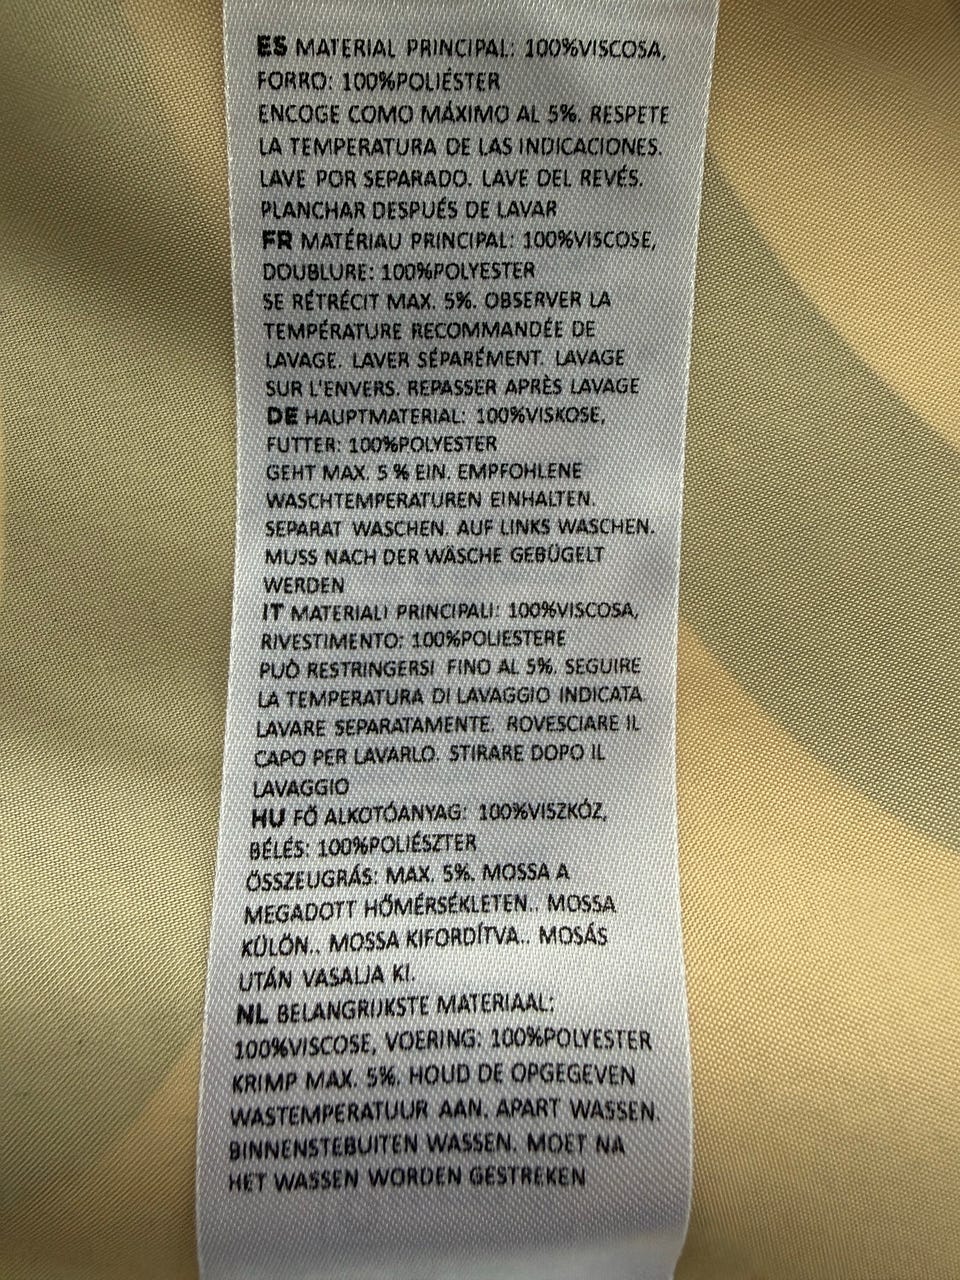 ES MATERIAL PRINCIPAL: 100%VISCOSA,
FORRO: 100%POLIÉSTER
ENCOGE COMO MÁXIMO AL 5%. RESPETE
LA TEMPERATURA DE LAS INDICACIONES.
LAVE POR SEPARADO. LAVE DEL REVÉS.
PLANCHAR DESPUÉS DE LAVAR
FR MATÉRIAU PRINCIPAL: 100%VISCOSE,
DOUBLURE: 100%POLYESTER
SE RÉTRÉCIT MAX. 5%. OBSERVER LA
TEMPÉRATURE RECOMMANDÉE DE
LAVAGE. LAVER SÉPARÉMENT. LAVAGE
SUR L'ENVERS. REPASSER APRÈS LAVAGE
DE HAUPTMATERIAL: 100%VISKOSE,
FUTTER: 100%POLYESTER
GEHT MAX. 5 % EIN. EMPFOHLENE
WASCHTEMPERATUREN EINHALTEN.
SEPARAT WASCHEN. AUF LINKS WASCHEN.
MUSS NACH DER WÄSCHE GEBÜGELT
WERDEN
IT MATERIALI PRINCIPALI: 100%VISCOSA,
RIVESTIMENTO: 100%POLIESTERE
PUÒ RESTRINGERSI FINO AL 5%. SEGUIRE
LA TEMPERATURA DI LAVAGGIO INDICATA.
LAVARE SEPARATAMENTE. ROVESCIARE IL
CAPO PER LAVARLO. STIRARE DOPO IL
LAVAGGIO
HU FŐ ALKOTÓANYAG: 100%VISZKÓZ,
BÉLÉS: 100%POLIÉSZTER
ÖSSZEUGRÁS: MAX. 5%. MOSSA A
MEGADOTT HŐMÉRSÉKLETEN.. MOSSA
KÜLÖN.. MOSSA KIFORDÍTVA.. MOSÁS
UTÁN VASALJA KI.
NL BELANGRIJKSTE MATERIAAL:
100%VISCOSE, VOERING: 100%POLYESTER
KRIMP MAX. 5%. HOUD DE OPGEGEVEN
WASTEMPERATUUR AAN. APART WASSEN.
BINNENSTEBUITEN WASSEN. MOET NA
HET WASSEN WORDEN GESTREKEN